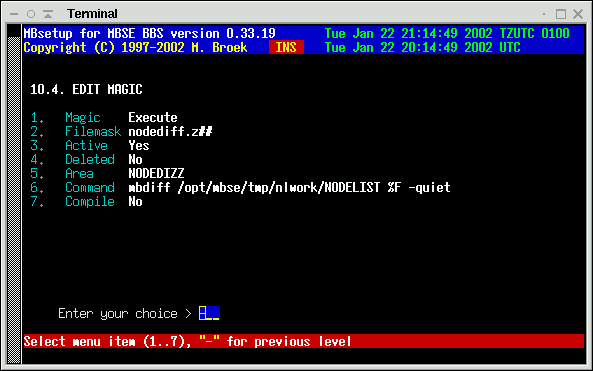 Terminal
MBsetup for MBSE BBS version 0.33.19 Tue Jan 22 21:14:49 2002 TZUTC 0100
Copyright (C) 1997-2002 M. Broek INS Tue Jan 22 20:14:49 2002 UTC
10.4. EDIT MAGIC
1. Magic Execute
2. Filemask nodediff.z##
3. Active Yes
4. Deleted No
5. Area NODEDIZZ
6. Command mbdiff /opt/mbse/tmp/nlwork/NODELIST %F -quiet
7. Compile No
Enter your choice > -__
Select menu item (1..7), "-" for previous level